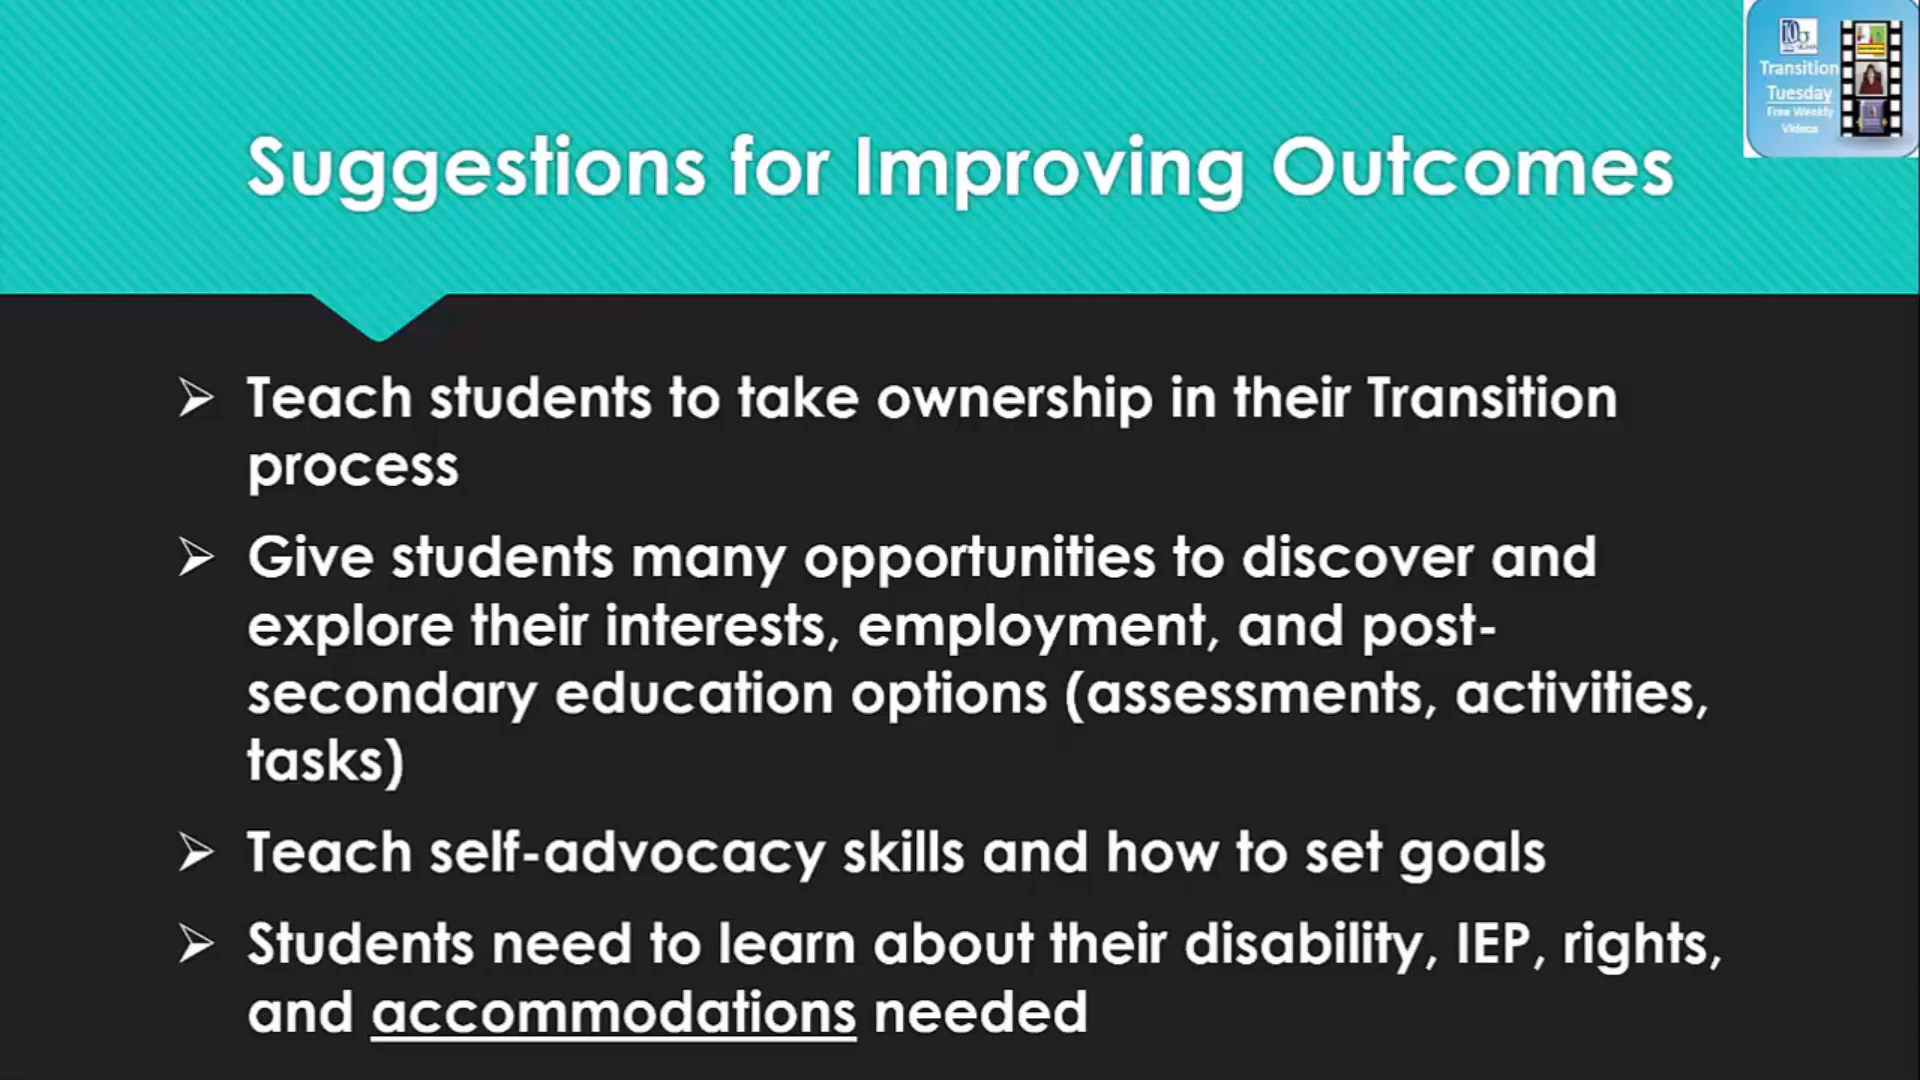 Transition
Tuesday
Free Weekly
Videos
Suggestions for Improving Outcomes
Teach students to take ownership in their Transition
process
Give students many opportunities to discover and
explore their interests, employment, and post-
secondary education options (assessments, activities,
tasks)
Teach self-advocacy skills and how to set goals
Students need to learn about their disability, IEP, rights,
and accommodations needed